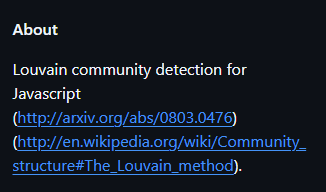 About
Louvain community detection for
Javascript
(http://arxiv.org/abs/0803.0476)
(http://en.wikipedia.org/wiki/Community_
structure#The_Louvain_method).